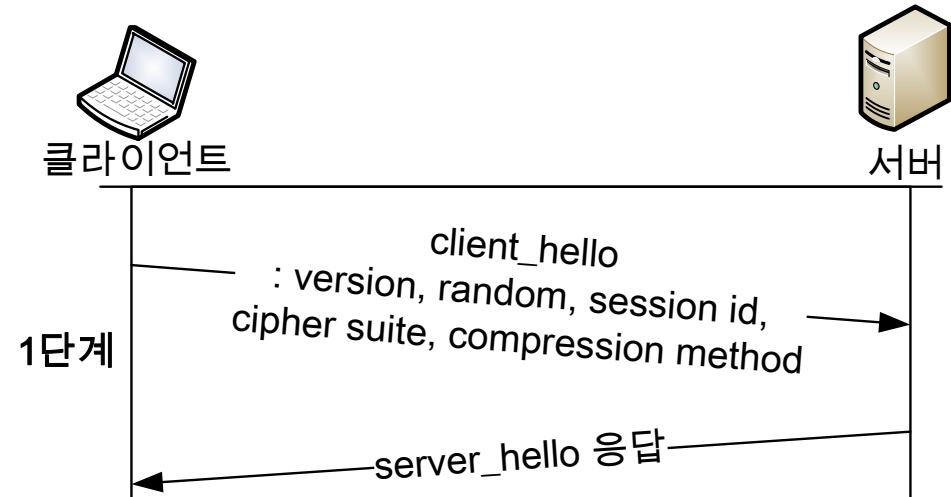 클라이언트
서버
client_hello
: version, random, session id,
cipher suite, compression method
1단계
server_hello 응답